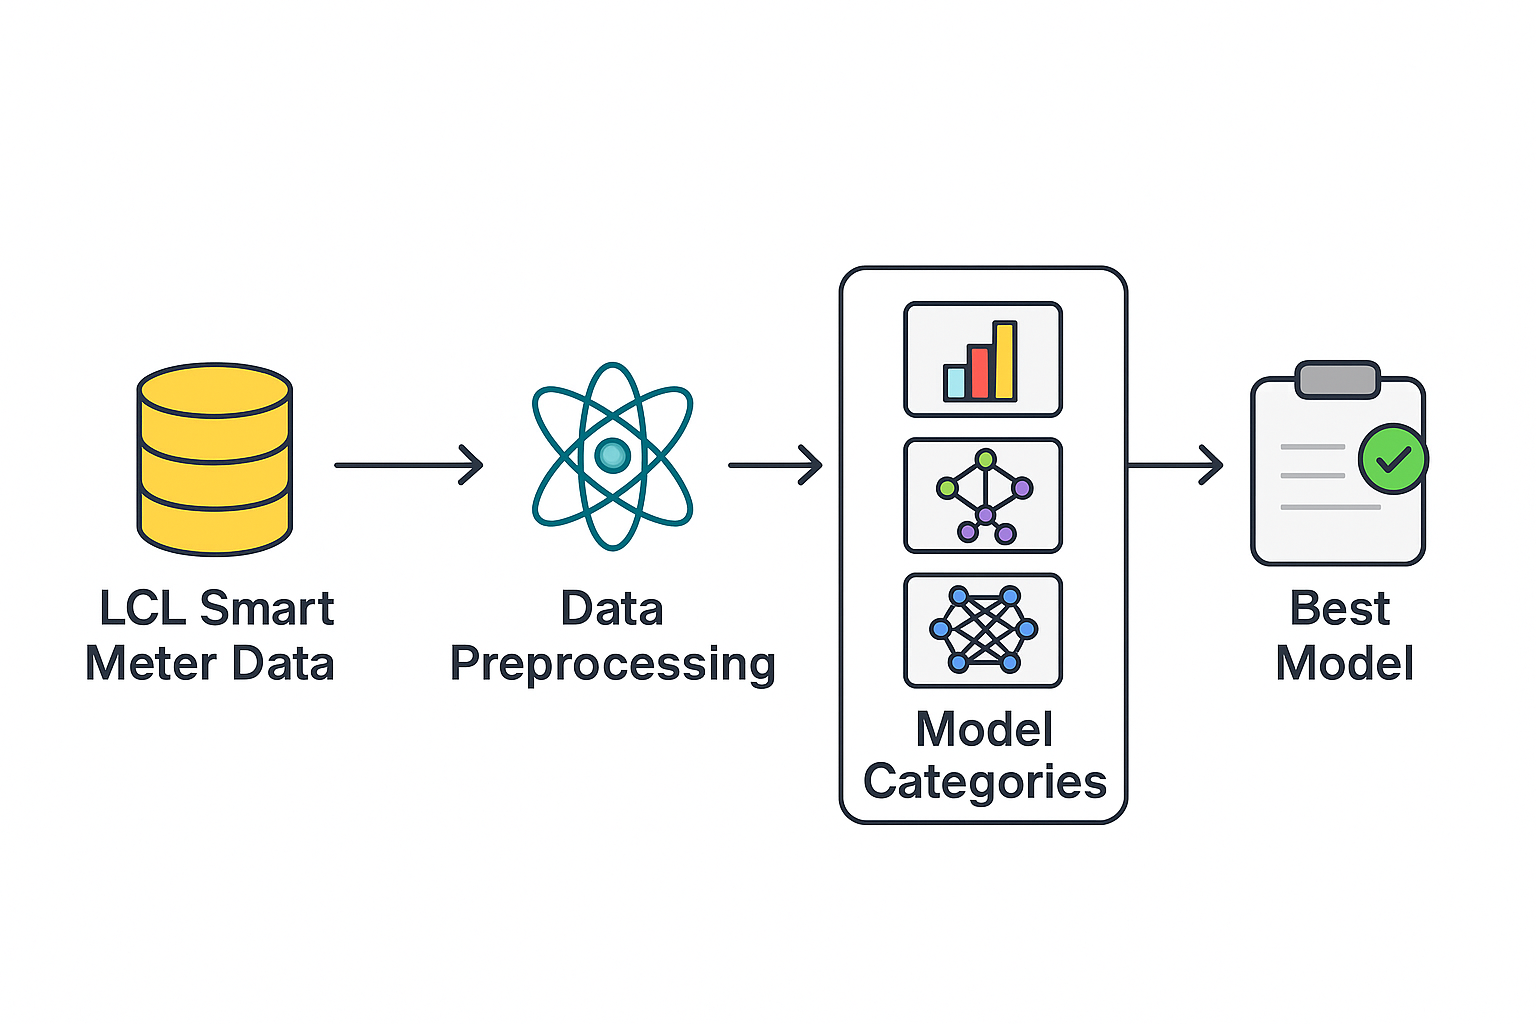 LCL Smart
Meter Data
Data
Preprocessing
Model
Categories
Best
Model